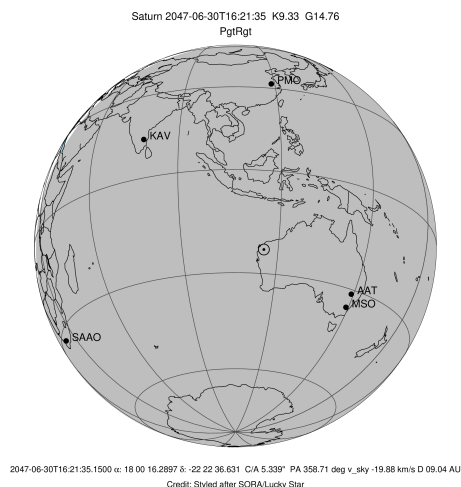 Saturn 2047-06-30T16:21:35  K9.33  G14.76
PgtRgt
PMO
KAV
AAT
MSO
SAAO
2047-06-30T16:21:35.1500 α: 18 00 16.2897 δ: -22 22 36.631  C/A 5.339"  PA 358.71 deg v_sky -19.88 km/s D 09.04 AU
Credit: Styled after SORA/Lucky Star